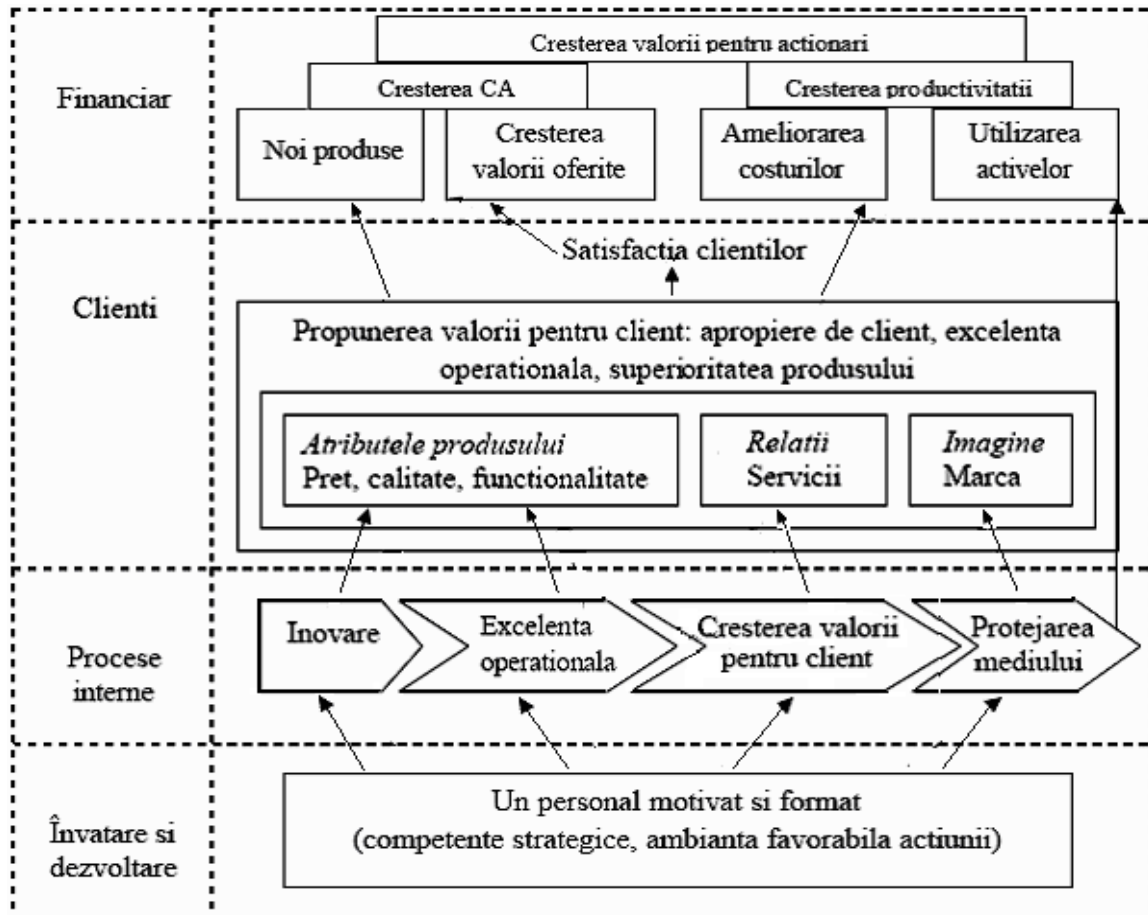 Financiar
Cresterea valorii pentru actionari
Cresterea CA
Cresterea productivitatii
Noi produse
Cresterea
valorii oferite
Ameliorarea
costurilor
Utilizarea
activelor
Clienti
Satisfactia clientilor
Propunerea valorii pentru client: apropiere de client, excelenta
operationala, superioritatea produsului
Atributele produsului
Pret, calitate, functionalitate
Relatii
Servicii
Imagine
Marca
Procese
interne
Inovare
Excelenta
operationala
Cresterea valorii
pentru client
Protejarea
mediului
Învatare si
dezvoltare
Un personal motivat si format
(competente strategice, ambianta favorabila actiunii)